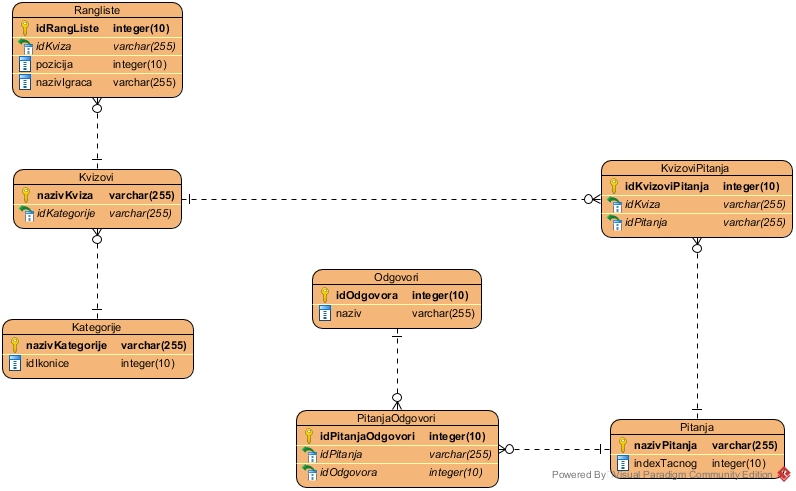 Rangliste
idRangListe integer(10)
idKviza varchar(255)
pozicija integer(10)
nazivIgraca varchar(255)
Kvizovi
nazivKviza varchar(255)
idKategorije varchar(255)
KvizoviPitanja
idKvizoviPitanja integer(10)
idKviza varchar(255)
idPitanja varchar(255)
Odgovori
idOdgovora integer(10)
naziv varchar(255)
Kategorije
nazivKategorije varchar(255)
idIkonice integer(10)
PitanjaOdgovori
idPitanjaOdgovori integer(10)
idPitanja varchar(255)
idOdgovora integer(10)
Pitanja
nazivPitanja varchar(255)
indexTacnog integer(10)
Powered By Visual Paradigm Community Edition